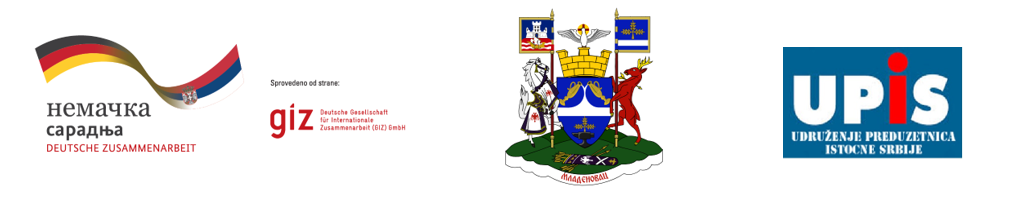 немачка
сарадња
DEUTSCHE ZUSAMMENARBEIT
Sprovedeno od strane:
giz
Deutsche Gesellschaft
für Internationale
Zusammenarbeit (GIZ) GmbH
МЛАДЕНОВАЦ
UPiS
UDRUŽENJE PREDUZETNICA
ISTOCNE SRBIJE